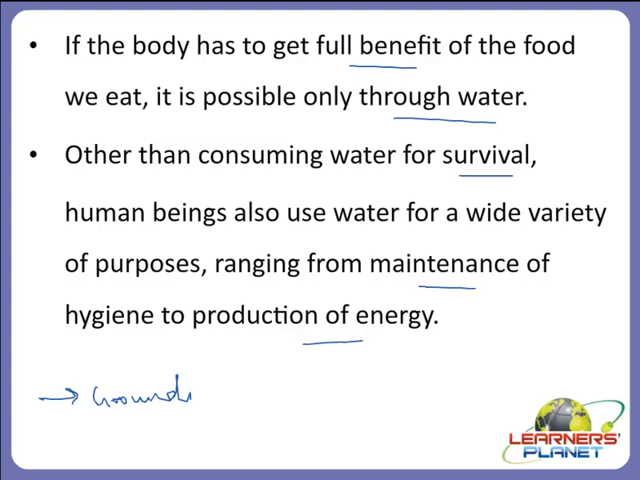 • If the body has to get full benefit of the food
we eat, it is possible only through water.
• Other than consuming water for survival,
human beings also use water for a wide variety
of purposes, ranging from maintenance of
hygiene to production of energy.
→ Grounds
LEARNERS'
PLANET